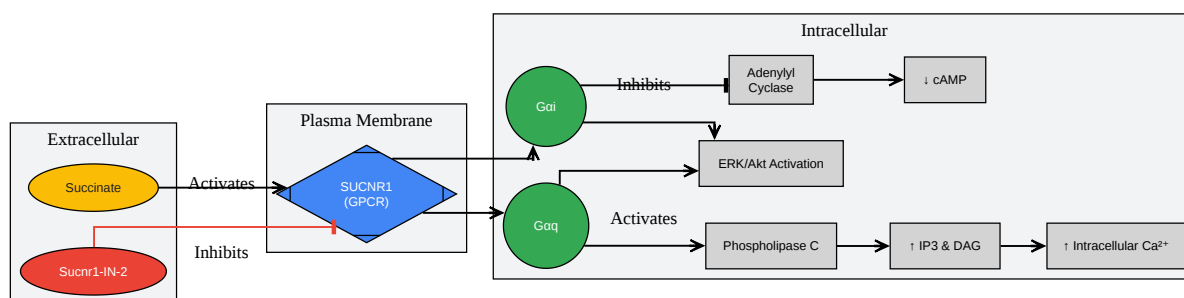 Extracellular
Succinate
Sucnr1-IN-2
Activates
Inhibits
Plasma Membrane
SUCNR1
(GPCR)
Intracellular
Gαi
Inhibits
Adenylyl
Cyclase
↓ cAMP
ERK/Akt Activation
Gαq
Activates
Phospholipase C
↑ IP3 & DAG
↑ Intracellular Ca²⁺